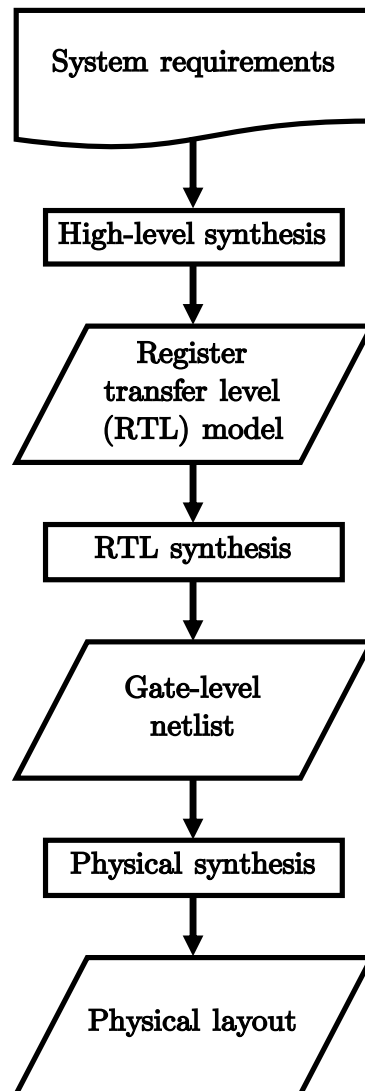 System requirements
High-level synthesis
Register
transfer level
(RTL) model
RTL synthesis
Gate-level
netlist
Physical synthesis
Physical layout